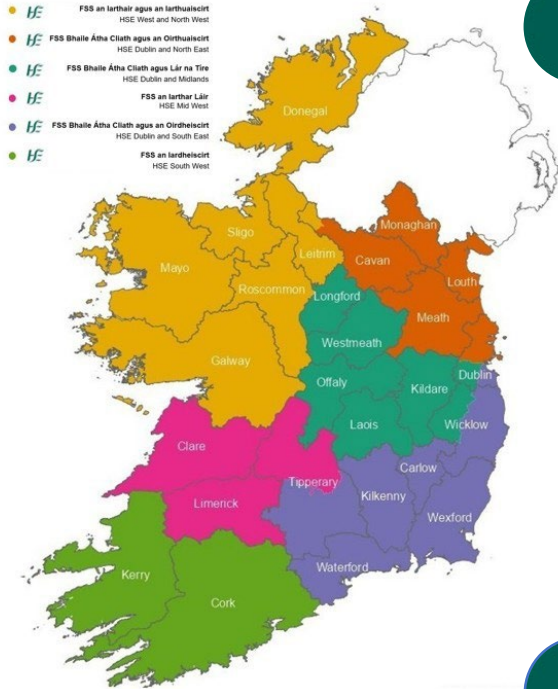 FSS an Iarthair agus an Iarthuaiscirt
HSE West and North West
FSS Bhaile Átha Cliath agus an Oirthuaiscirt
HSE Dublin and North East
FSS Bhaile Átha Cliath agus Lár na Tíre
HSE Dublin and Midlands
FSS an Iarthar Láir
HSE Mid West
FSS Bhaile Átha Cliath agus an Oirdheiscirt
HSE Dublin and South East
FSS an Iardheiscirt
HSE South West
Donegal
Monaghan
Sligo
Leitrim
Cavan
Mayo
Louth
Roscommon
Longford
Meath
Westmeath
Galway
Dublin
Offaly
Kildare
Laois
Wicklow
Clare
Carlow
Tipperary
Kilkenny
Limerick
Wexford
Waterford
Kerry
Cork